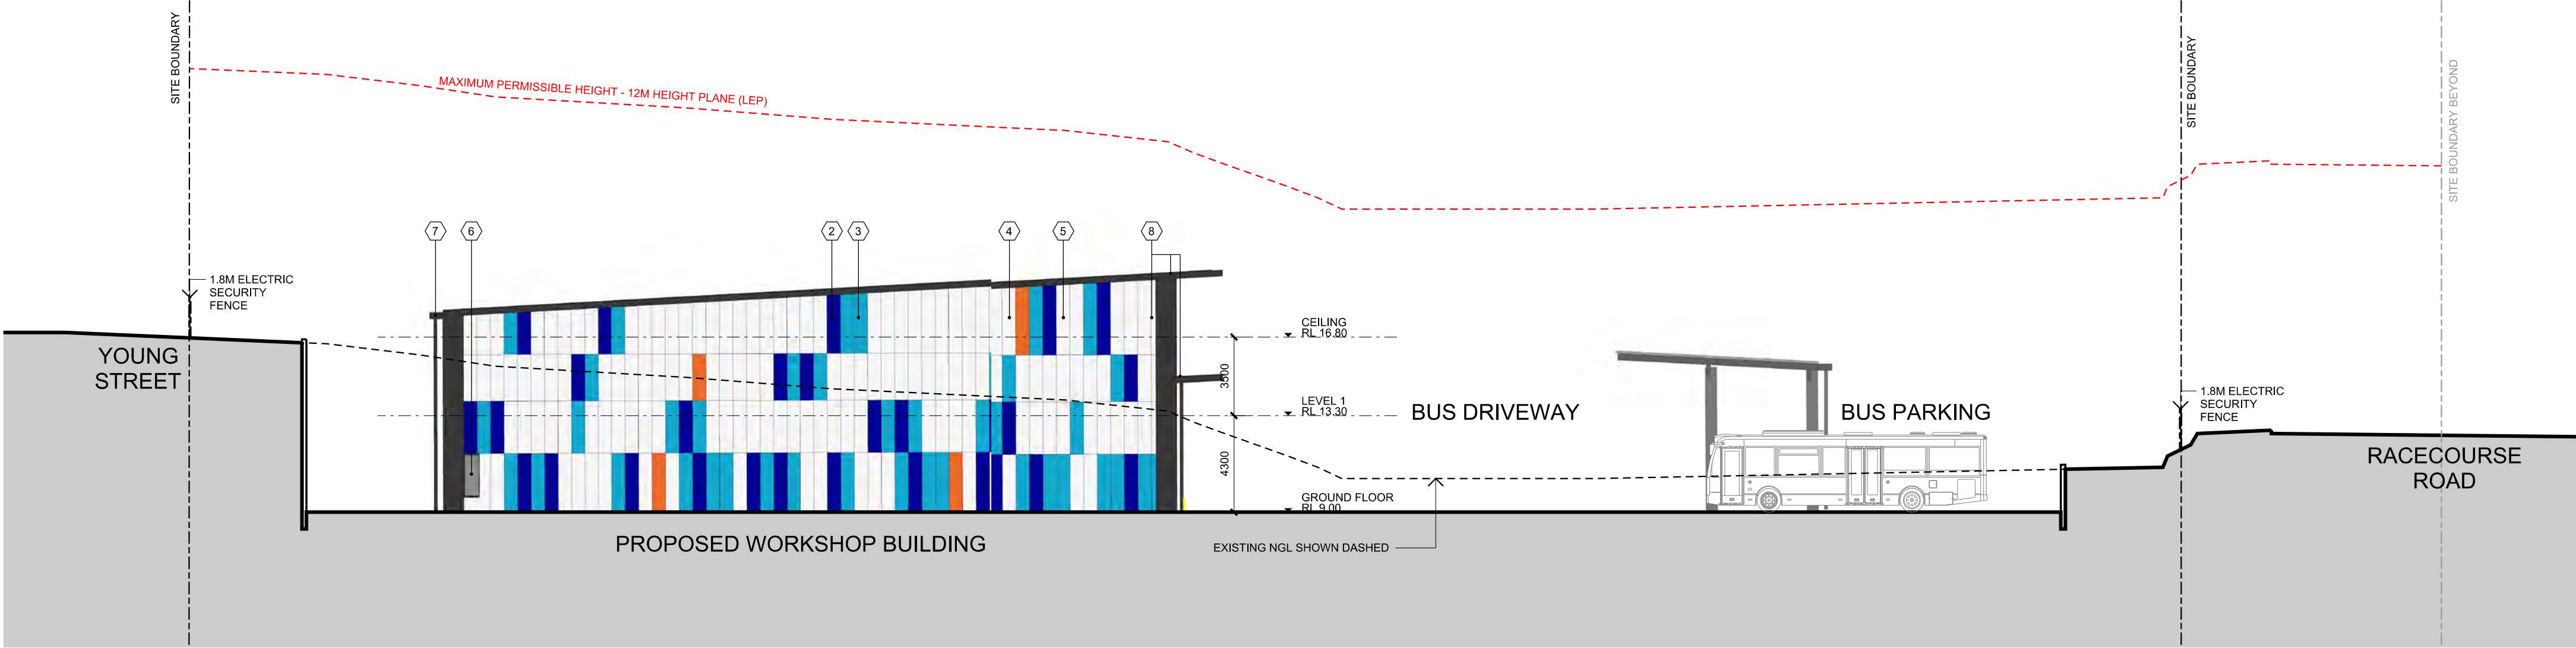 SITE BOUNDARY
SITE BOUNDARY
SITE BOUNDARY BEYOND
MAXIMUM PERMISSIBLE HEIGHT - 12M HEIGHT PLANE (LEP)
7
6
2
3
4
5
8
1.8M ELECTRIC
SECURITY
FENCE
CEILING
RL 16.80
3500
YOUNG
STREET
LEVEL 1
RL 13.30
BUS DRIVEWAY
BUS PARKING
1.8M ELECTRIC
SECURITY
FENCE
4300
RACECOURSE
ROAD
GROUND FLOOR
RL 9.00
PROPOSED WORKSHOP BUILDING
EXISTING NGL SHOWN DASHED